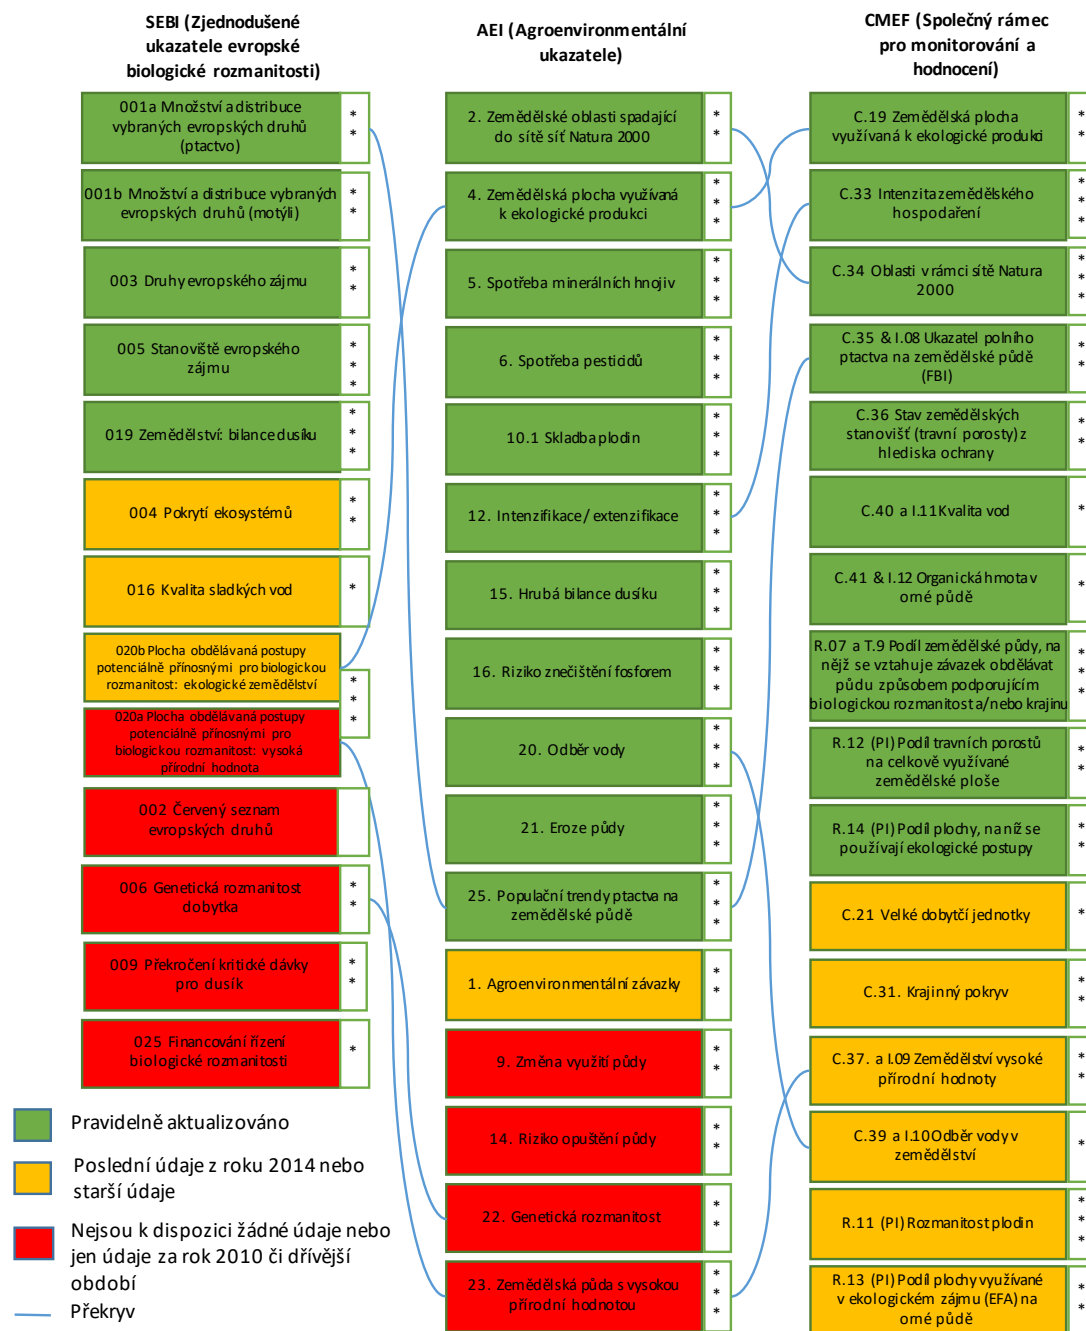 SEBI (Zjednodušené
ukazatele evropské
biologické rozmanitosti)
001a Množství a distribuce
vybraných evropských druhů
(ptactvo)
*
*
001b Množství a distribuce vybraných
evropských druhů (motýli)
*
*
003 Druhy evropského zájmu
*
*
005 Stanoviště evropského
zájmu
*
*
*
019 Zemědělství: bilance dusíku
*
*
*
004 Pokrytí ekosystémů
*
*
016 Kvalita sladkých vod
*
020b Plocha obdělávaná postupy
potenciálně přínosnými pro biologickou
rozmanitost: ekologické zemědělství
020a Plocha obdělávaná postupy
potenciálně přínosnými pro
biologickou rozmanitost: vysoká
přírodní hodnota
*
*
*
002 Červený seznam
evropských druhů
006 Genetická rozmanitost
dobytka
*
*
009 Překročení kritické dávky
pro dusík
*
*
025 Financování řízení
biologické rozmanitosti
*
AEI (Agroenvironmentální
ukazatele)
2. Zemědělské oblasti spadající
do sítě síť Natura 2000
*
*
4. Zemědělská plocha využívaná
k ekologické produkci
*
*
*
5. Spotřeba minerálních hnojiv
*
*
*
6. Spotřeba pesticidů
*
*
*
10.1 Skladba plodin
*
*
*
12. Intenzifikace/ extenzifikace
*
*
*
15. Hrubá bilance dusíku
*
*
*
16. Riziko znečištění fosforem
*
*
*
20. Odběr vody
*
*
21. Eroze půdy
*
*
*
25. Populační trendy ptactva na
zemědělské půdě
*
*
*
1. Agroenvironmentální závazky
*
*
9. Změna využití půdy
*
*
14. Riziko opuštění půdy
*
*
22. Genetická rozmanitost
*
*
23. Zemědělská půda s vysokou
přírodní hodnotou
*
*
*
CMEF (Společný rámec
pro monitorování a
hodnocení)
C.19 Zemědělská plocha
využívaná k ekologické produkci
*
*
C.33 Intenzita zemědělského
hospodaření
*
*
*
C.34 Oblasti v rámci sítě Natura
2000
*
*
*
C.35 & I.08 Ukazatel polního
ptactva na zemědělské půdě
(FBI)
*
*
C.36 Stav zemědělských
stanovišť (travní porosty) z
hlediska ochrany
*
*
C.40 a I.11 Kvalita vod
*
C.41 & I.12 Organická hmota v
orné půdě
*
R.07 a T.9 Podíl zemědělské půdy, na
nějž se vztahuje závazek obdělávat
půdu způsobem podporujícím
biologickou rozmanitost a/nebo krajinu
*
*
*
R.12 (PI) Podíl travních porostů
na celkově využívané
zemědělské ploše
*
*
R.14 (PI) Podíl plochy, na níž se
používají ekologické postupy
*
*
C.21 Velké dobytčí jednotky
*
C.31. Krajinný pokryv
*
*
C.37. a I.09 Zemědělství vysoké
přírodní hodnoty
*
*
C.39 a I.10 Odběr vody v
zemědělství
*
R.11 (PI) Rozmanitost plodin
*
*
*
R.13 (PI) Podíl plochy využívané
v ekologickém zájmu (EFA) na
orné půdě
*
*
Pravidelně aktualizováno
Poslední údaje z roku 2014 nebo
starší údaje
Nejsou k dispozici žádné údaje nebo
jen údaje za rok 2010 či dřívější
období
Překryv